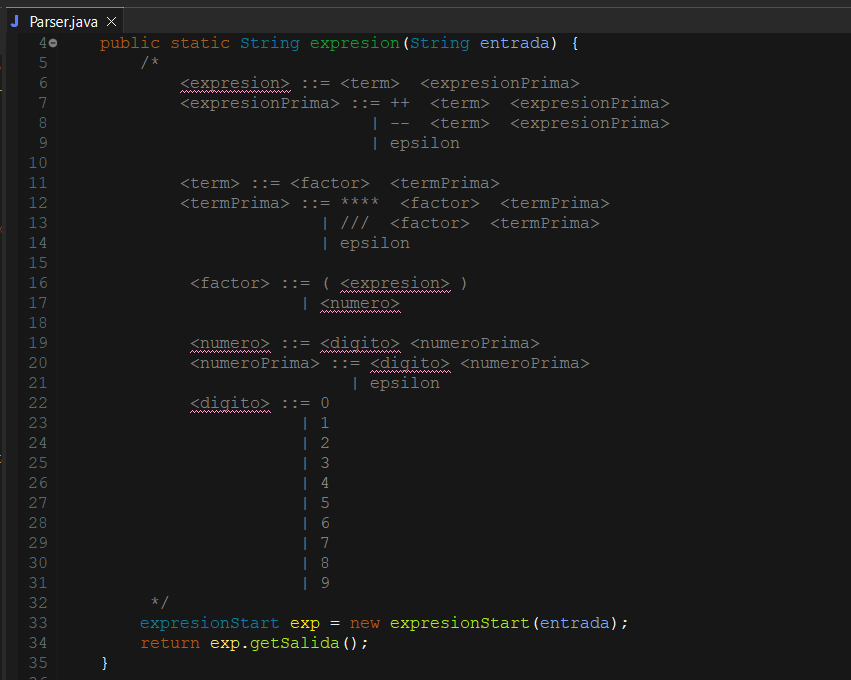 J Parser.java ×
4 public static String expresion(String entrada) {
5 /*
6 <expresion> ::= <term> <expresionPrima>
7 <expresionPrima> ::= ++ <term> <expresionPrima>
8 | -- <term> <expresionPrima>
9 | epsilon
10
11 <term> ::= <factor> <termPrima>
12 <termPrima> ::= **** <factor> <termPrima>
13 | /// <factor> <termPrima>
14 | epsilon
15
16 <factor> ::= ( <expresion> )
17 | <numero>
18
19 <numero> ::= <digito> <numeroPrima>
20 <numeroPrima> ::= <digito> <numeroPrima>
21 | epsilon
22 <digito> ::= 0
23 | 1
24 | 2
25 | 3
26 | 4
27 | 5
28 | 6
29 | 7
30 | 8
31 | 9
32 */
33 expresionStart exp = new expresionStart(entrada);
34 return exp.getSalida();
35 }